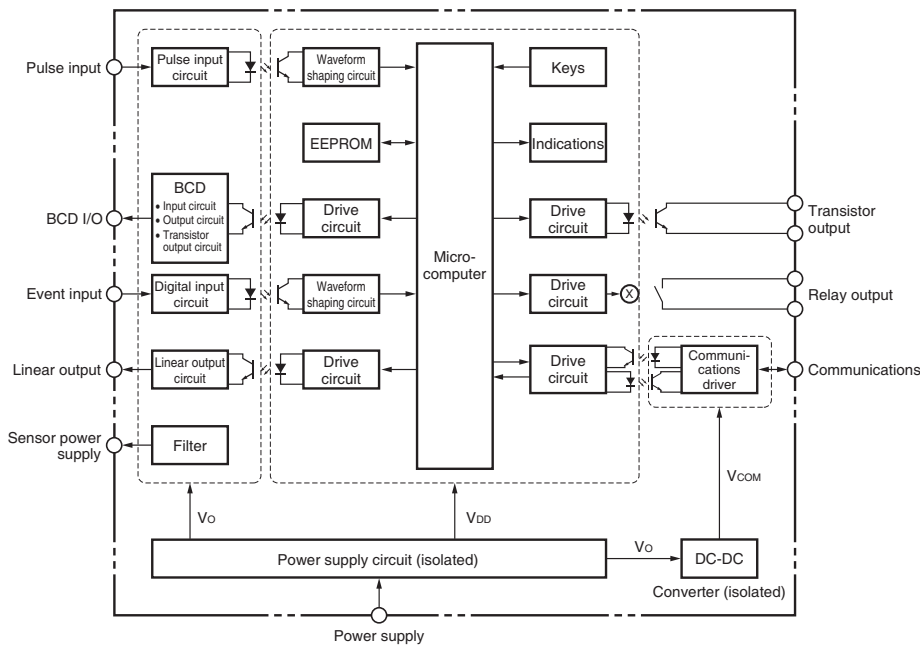 Pulse input
Pulse input
circuit
Waveform
shaping circuit
Keys
EEPROM
Indications
BCD I/O
BCD
• Input circuit
• Output circuit
• Transistor
output circuit
Drive
circuit
Micro-
computer
Drive
circuit
Transistor
output
Event input
Digital input
circuit
Waveform
shaping circuit
Drive
circuit
X
Relay output
Linear output
Linear output
circuit
Drive
circuit
Drive
circuit
Communi-
cations
driver
Communications
Sensor power
supply
Filter
VO
VDD
VCOM
Power supply circuit (isolated)
VO
DC-DC
Converter (isolated)
Power supply